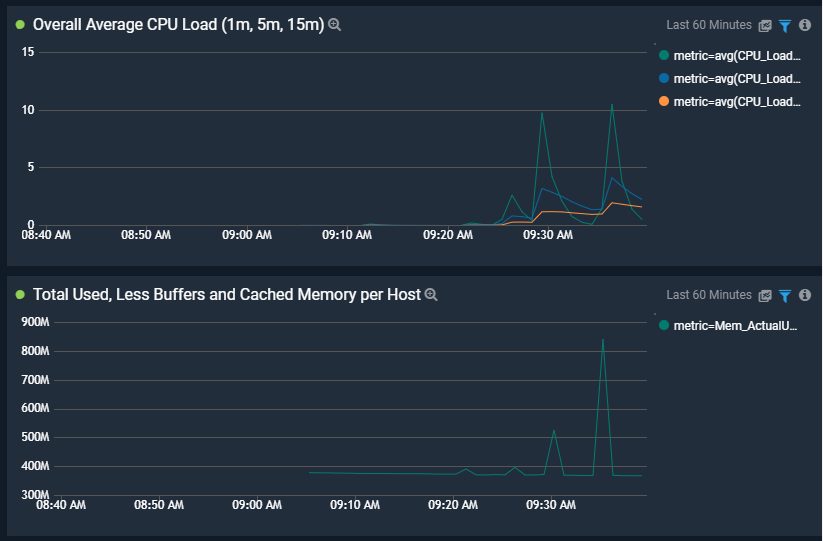 Overall Average CPU Load (1m, 5m, 15m)
Last 60 Minutes
15
10
5
0
08:40 AM 08:50 AM 09:00 AM 09:10 AM 09:20 AM 09:30 AM
metric=avg(CPU_Load...
metric=avg(CPU_Load...
metric=avg(CPU_Load...
Total Used, Less Buffers and Cached Memory per Host
Last 60 Minutes
900M
800M
700M
600M
500M
400M
300M
08:40 AM 08:50 AM 09:00 AM 09:10 AM 09:20 AM 09:30 AM
metric=Mem_ActualU...